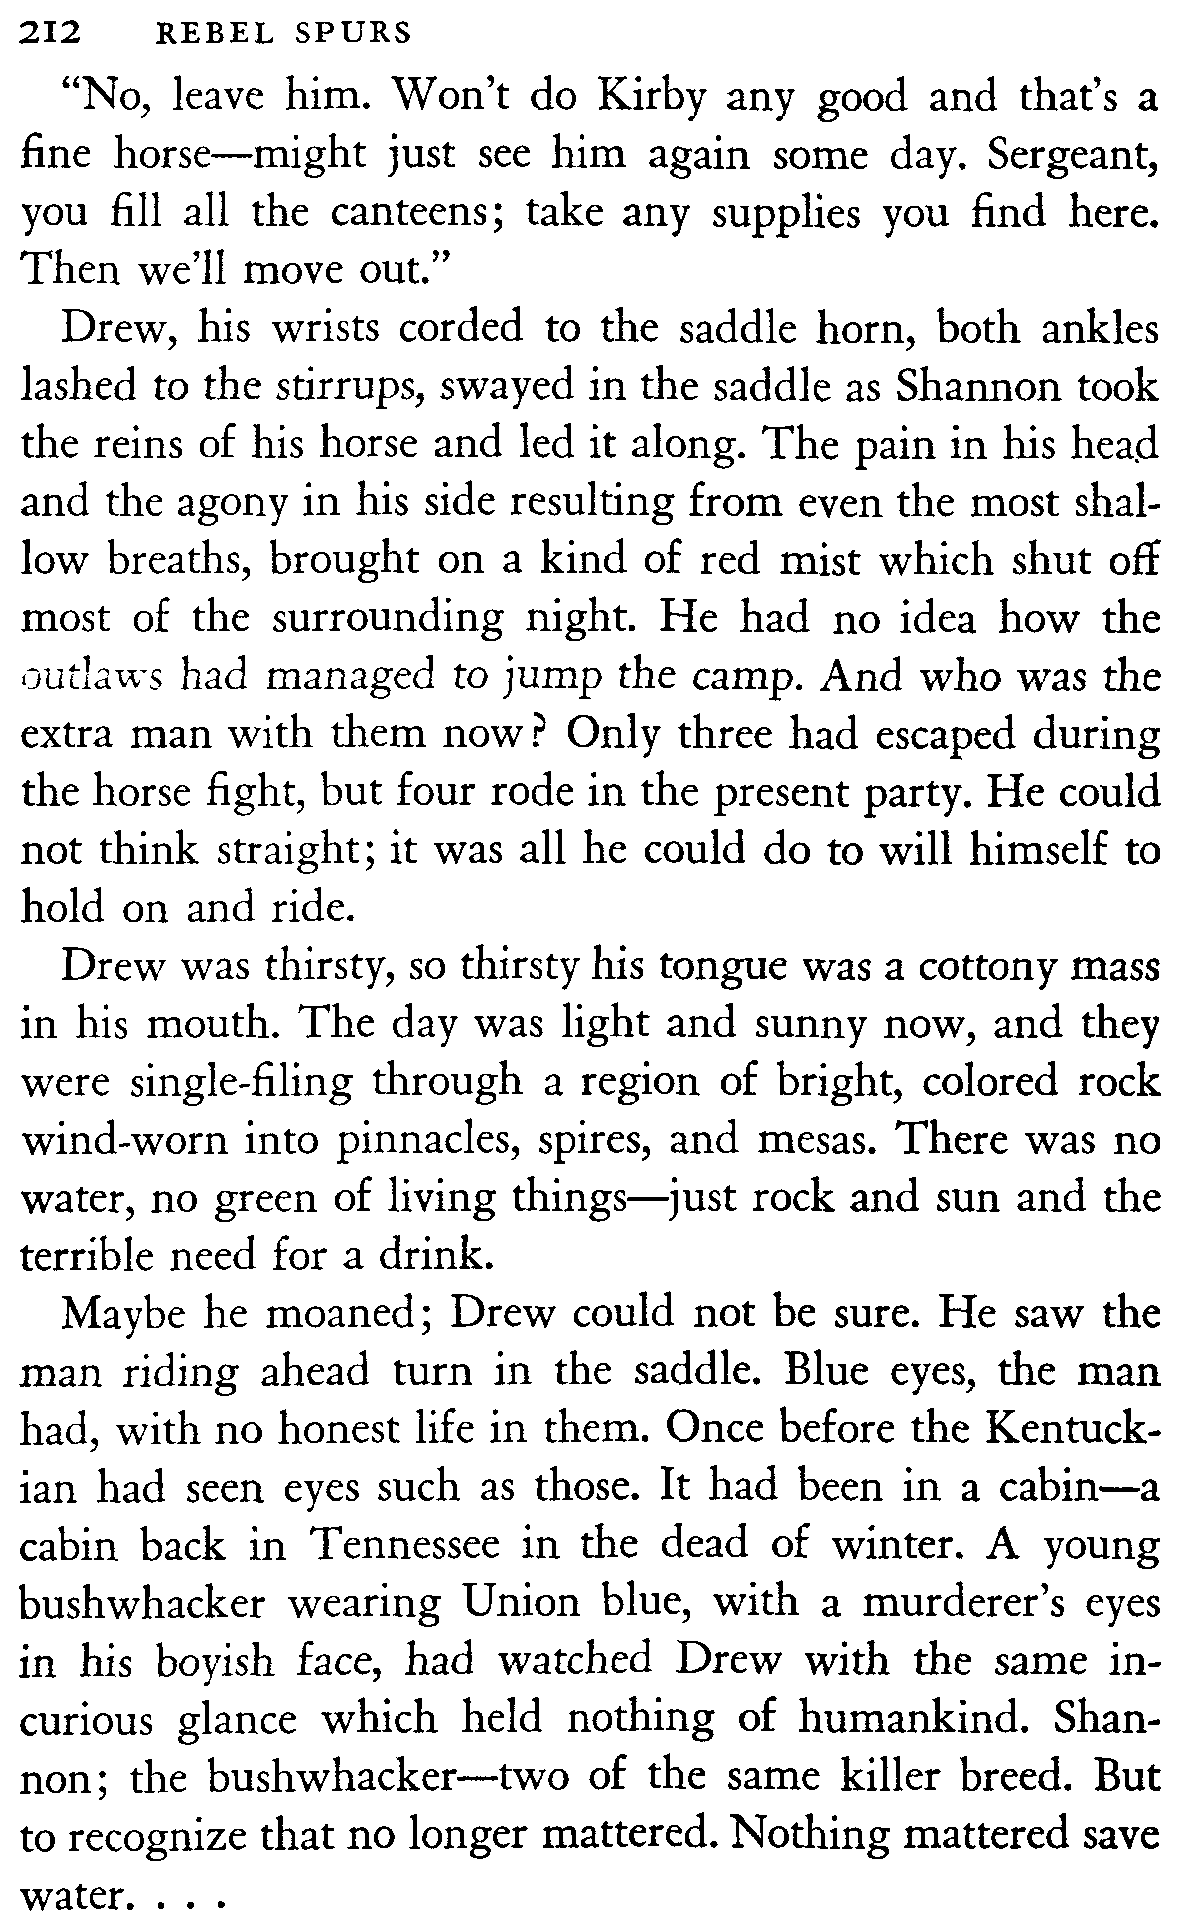 212 REBEL SPURS
“No, leave him. Won’t do Kirby any good and that’s a
fine horse—might just see him again some day. Sergeant,
you fill all the canteens; take any supplies you find here.
Then we’ll move out.”
Drew, his wrists corded to the saddle horn, both ankles
lashed to the stirrups, swayed in the saddle as Shannon took
the reins of his horse and led it along. The pain in his head
and the agony in his side resulting from even the most shal-
low breaths, brought on a kind of red mist which shut off
most of the surrounding night. He had no idea how the
outlaws had managed to jump the camp. And who was the
extra man with them now? Only three had escaped during
the horse fight, but four rode in the present party. He could
not think straight; it was all he could do to will himself to
hold on and ride.
Drew was thirsty, so thirsty his tongue was a cottony mass
in his mouth. The day was light and sunny now, and they
were single-filing through a region of bright, colored rock
wind-worn into pinnacles, spires, and mesas. There was no
water, no green of living things—just rock and sun and the
terrible need for a drink.
Maybe he moaned; Drew could not be sure. He saw the
man riding ahead turn in the saddle. Blue eyes, the man
had, with no honest life in them. Once before the Kentuck-
ian had seen eyes such as those. It had been in a cabin—a
cabin back in Tennessee in the dead of winter. A young
bushwhacker wearing Union blue, with a murderer’s eyes
in his boyish face, had watched Drew with the same in-
curious glance which held nothing of humankind. Shan-
non; the bushwhacker—two of the same killer breed. But
to recognize that no longer mattered. Nothing mattered save
water. . . .